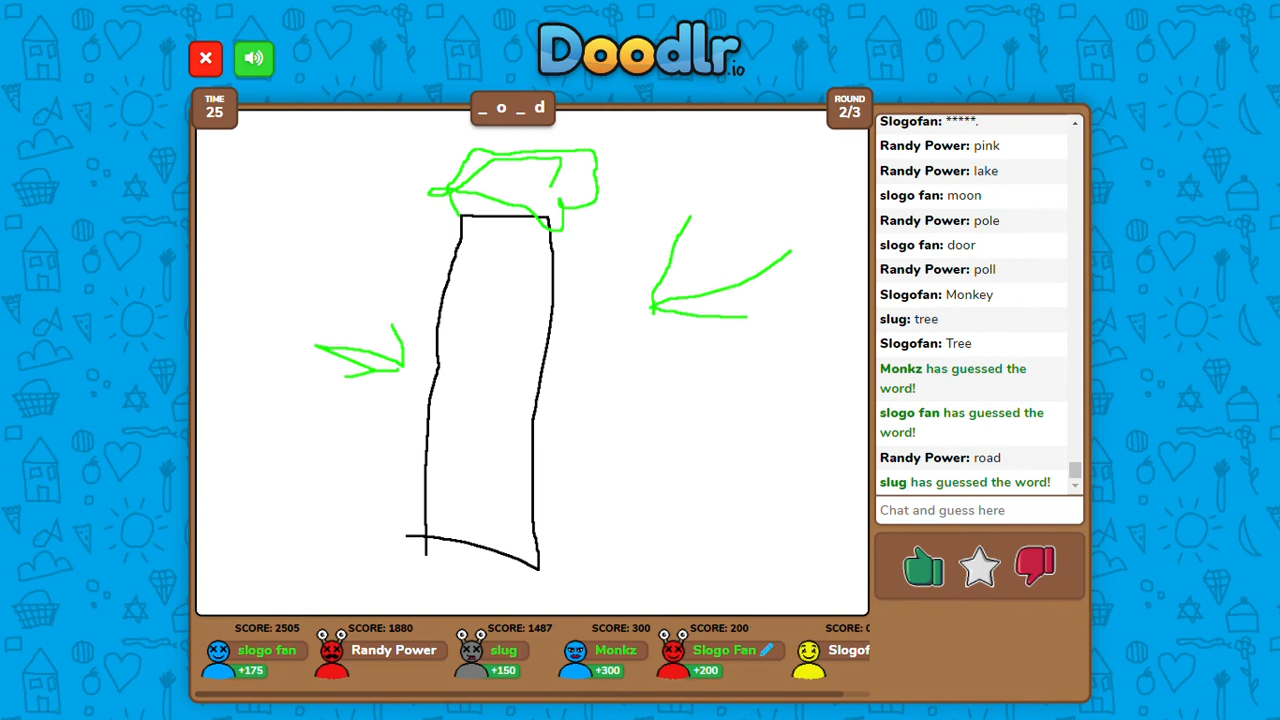 Doodlr.io
TIME
25
_ o _ d
ROUND
2/3
Slogofan: *****.
Randy Power: pink
Randy Power: lake
slogo fan: moon
Randy Power: pole
slogo fan: door
Randy Power: poll
Slogofan: Monkey
slug: tree
Slogofan: Tree
Monkz has guessed the
word!
slogo fan has guessed the
word!
Randy Power: road
slug has guessed the word!
Chat and guess here
SCORE: 2505
slogo fan
+175
SCORE: 1880
Randy Power
SCORE: 1487
slug
+150
SCORE: 300
Monkz
+300
SCORE: 200
Slogo Fan
+200
SCORE: 0
Slogof